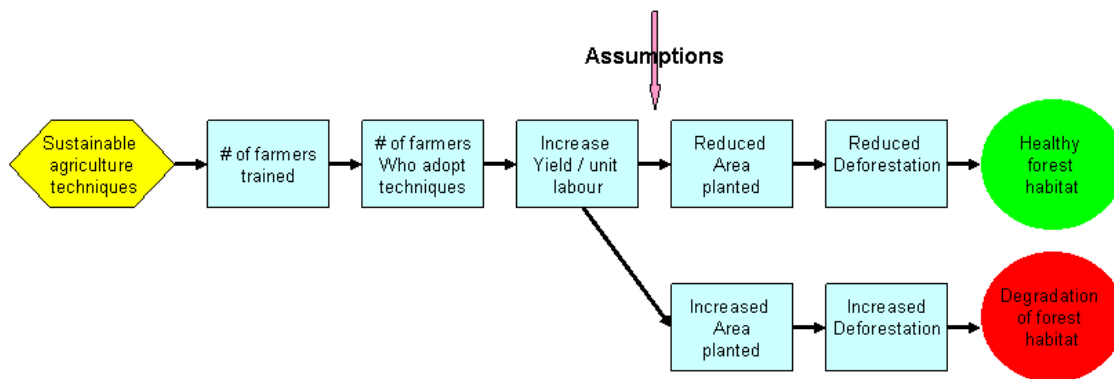 Assumptions
Sustainable
agriculture
techniques
# of farmers
trained
# of farmers
Who adopt
techniques
Increase
Yield / unit
labour
Reduced
Area
planted
Reduced
Deforestation
Healthy
forest
habitat
Increased
Area
planted
Increased
Deforestation
Degradation
of forest
habitat